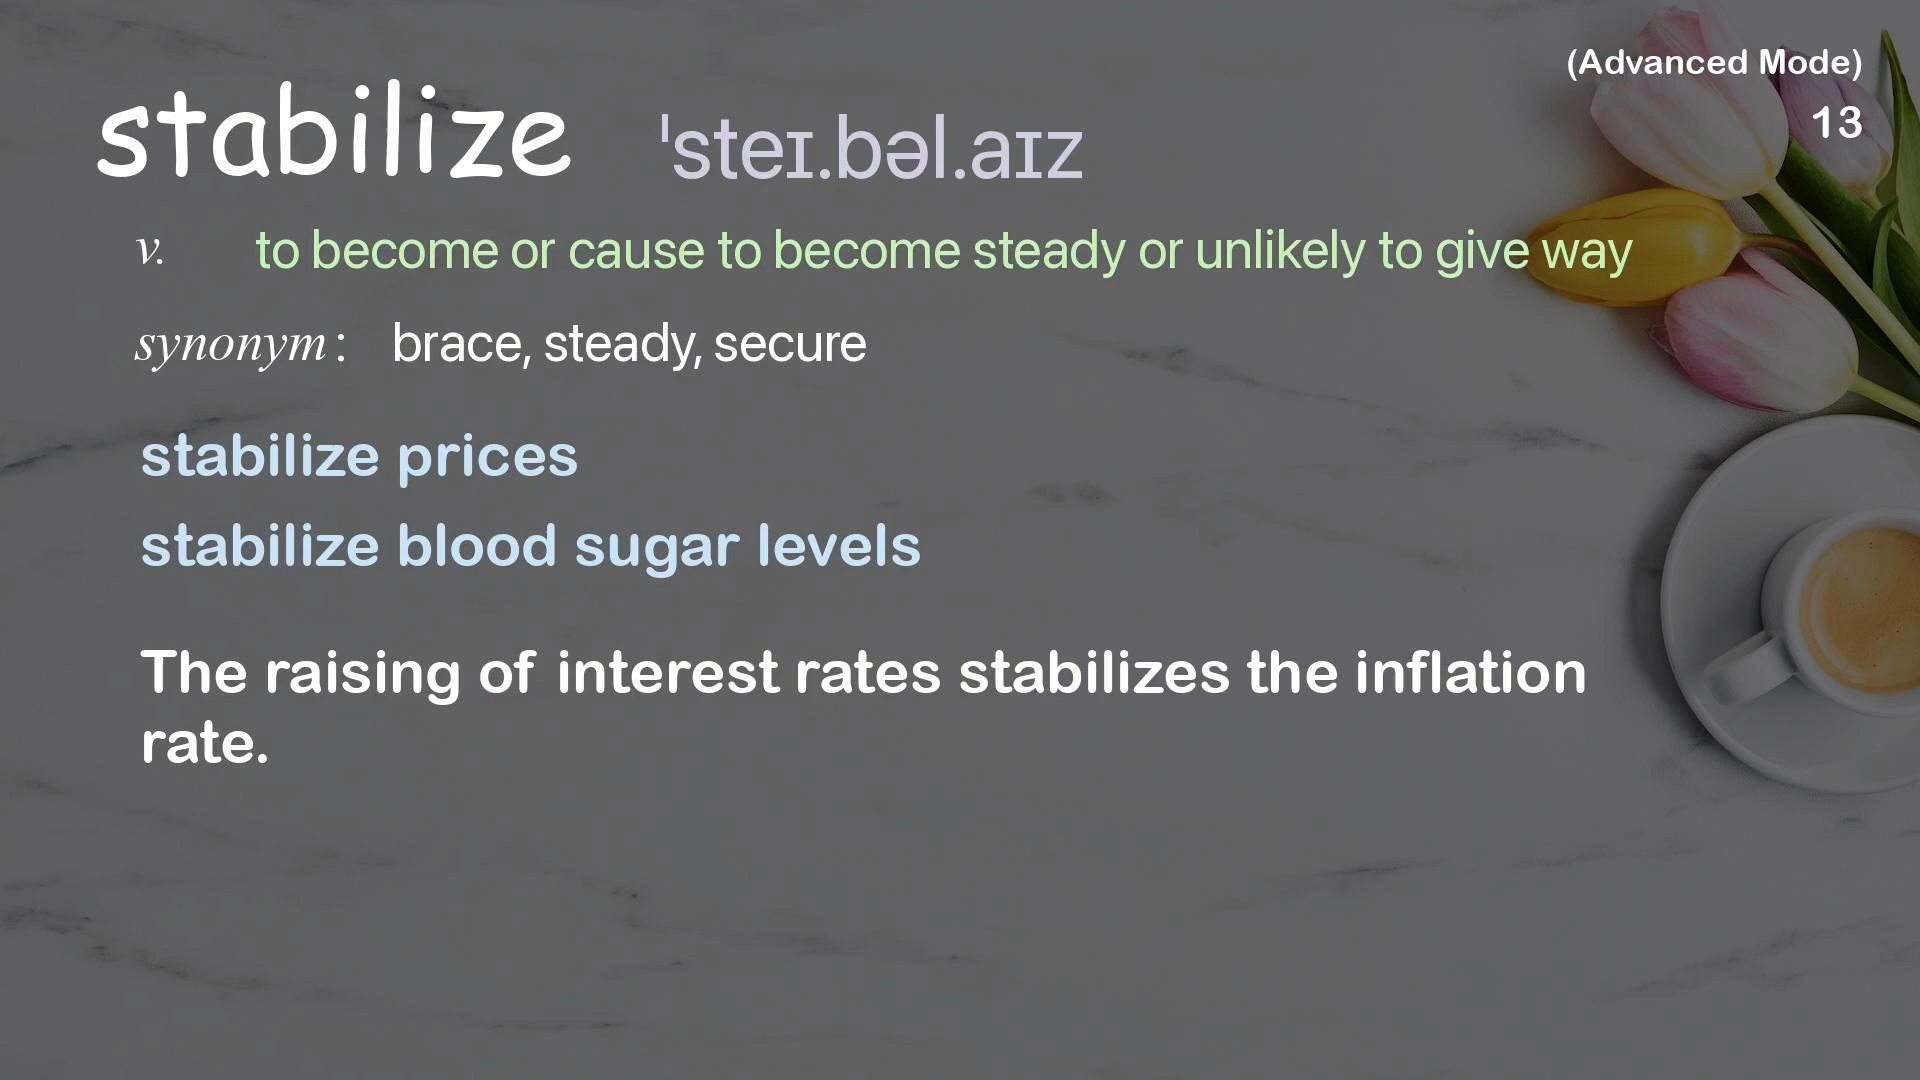 (Advanced Mode)
13
stabilize ˈsteɪ.bəl.aɪz
v. to become or cause to become steady or unlikely to give way
synonym: brace, steady, secure
stabilize prices
stabilize blood sugar levels
The raising of interest rates stabilizes the inflation
rate.